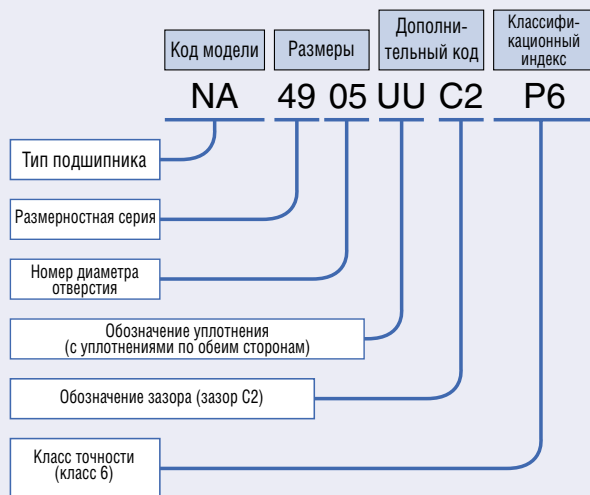 Код модели
Размеры
Дополни-
тельный код
Классифи-
кационный
индекс
NA 49 05 UU C2 P6
Тип подшипника
Размерностная серия
Номер диаметра
отверстия
Обозначение уплотнения
(с уплотнениями по обеим сторонам)
Обозначение зазора (зазор C2)
Класс точности
(класс 6)